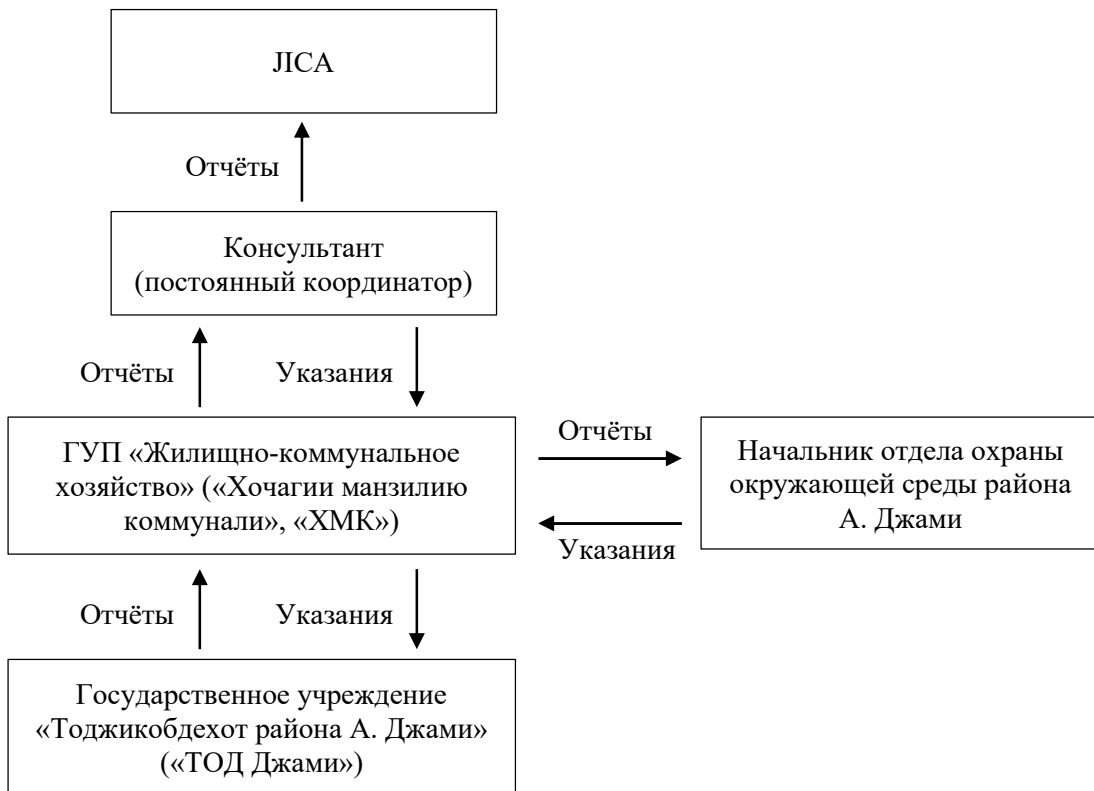 ЛСА
Отчёты
Консультант
(постоянный координатор)
Отчёты
Указания
ГУП «Жилищно-коммунальное
хозяйство» («Хочагии манзилию
коммунали», «ХМК»)
Отчёты
Указания
Начальник отдела охраны
окружающей среды района
А. Джами
Отчёты
Указания
Государственное учреждение
«Тоджикобдехот района А. Джами»
(«ТОД Джами»)